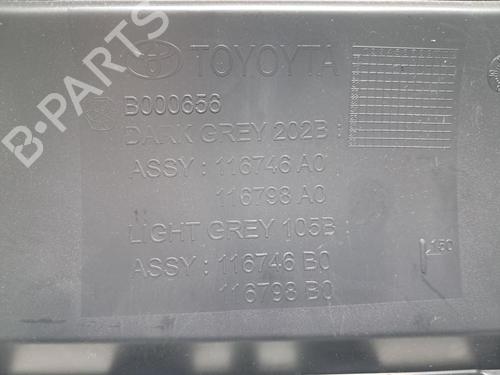 TOYOYTA
B000656
DARK GREY 202B :
ASSY : 116746 A0
116798 A0
LIGHT GREY 105B :
ASSY : 116746 B0
116798 B0
150
B-PARTS